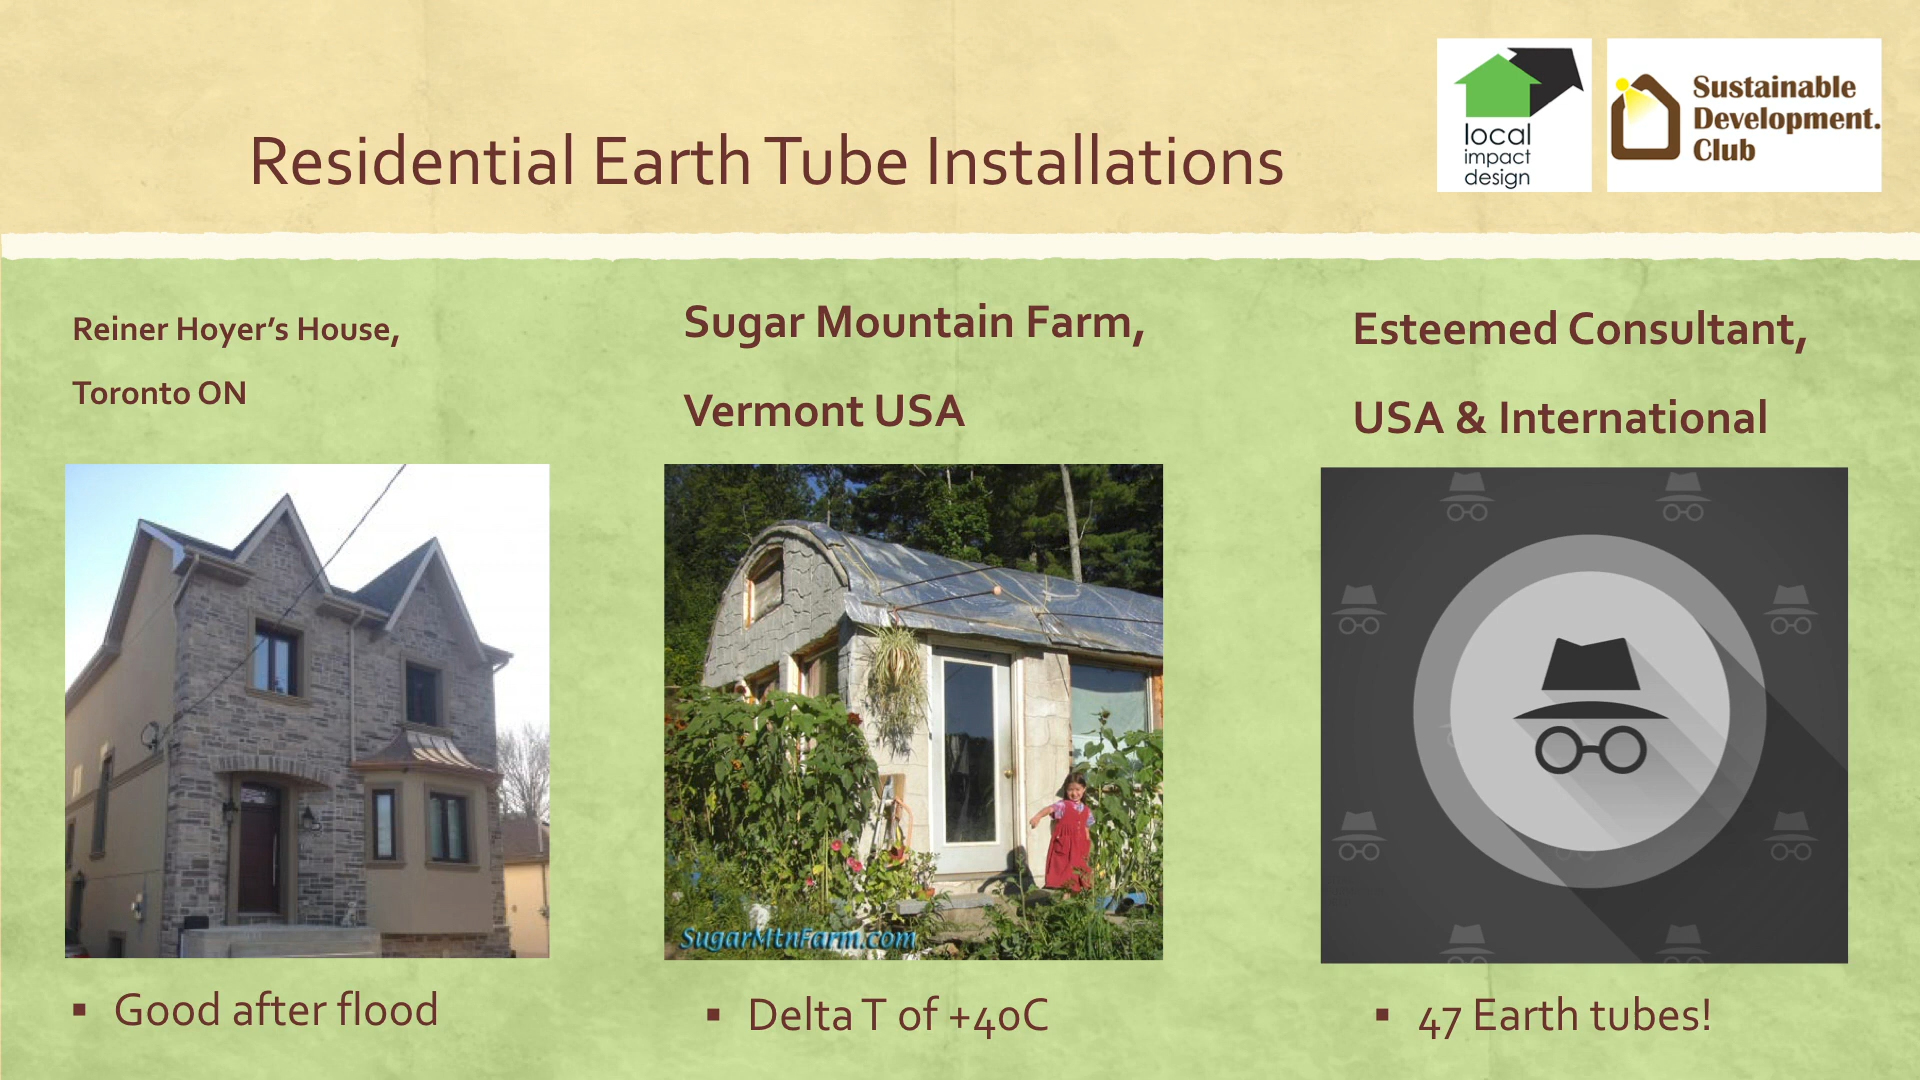 Residential Earth Tube Installations
local
impact
design
Sustainable
Development.
Club
Reiner Hoyer’s House,
Toronto ON
Sugar Mountain Farm,
Vermont USA
Esteemed Consultant,
USA & International
SugarMtnFarm.com
▪ Good after flood
▪ Delta T of +40C
▪ 47 Earth tubes!